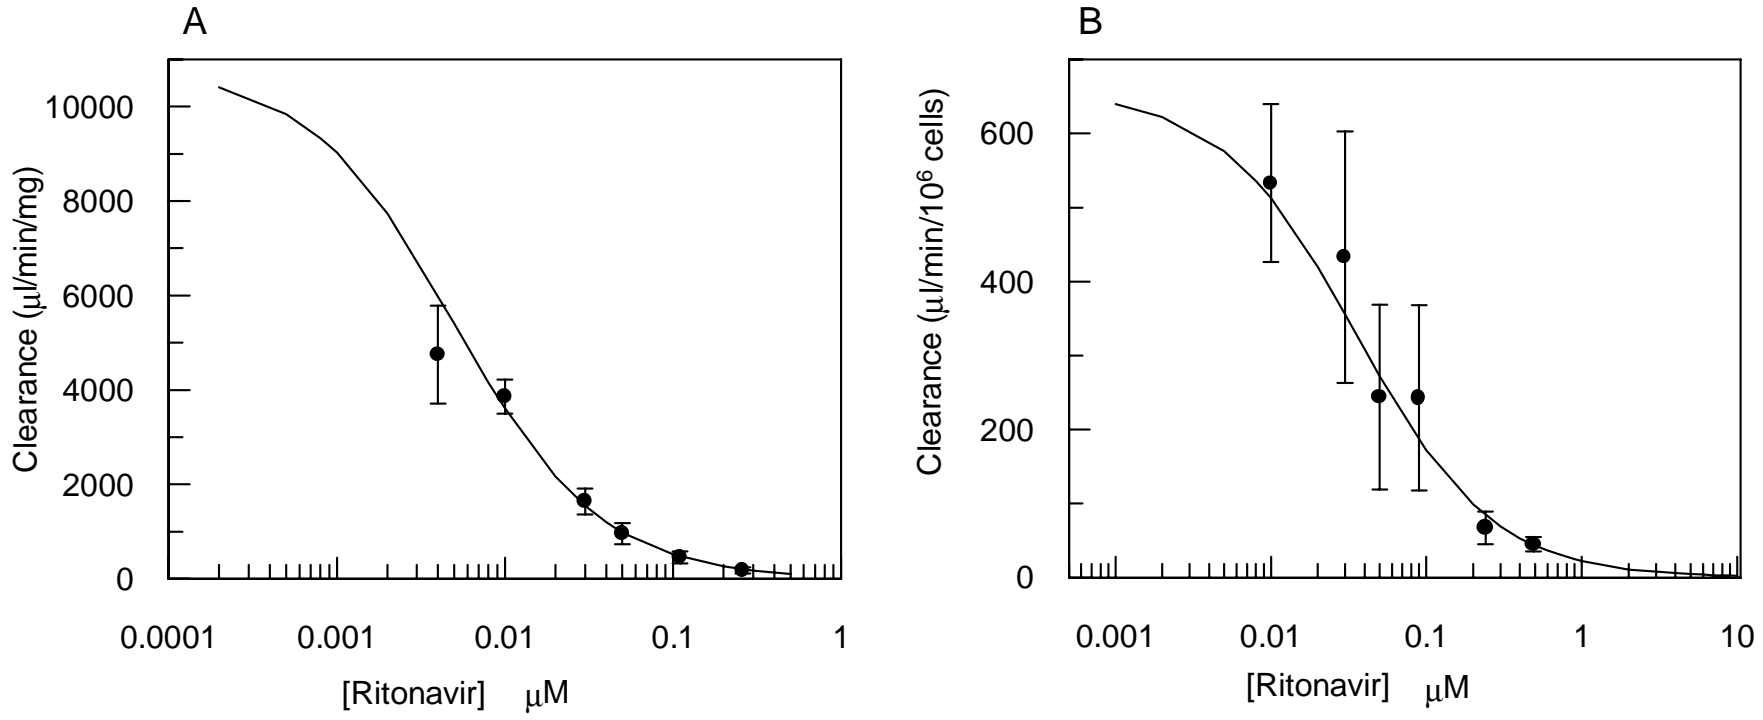 A
Clearance (μl/min/mg)
10000
8000
6000
4000
2000
0
0.0001 0.001 0.01 0.1 1
[Ritonavir] μM
B
Clearance (μl/min/10⁶ cells)
600
400
200
0
0.001 0.01 0.1 1 10
[Ritonavir] μM